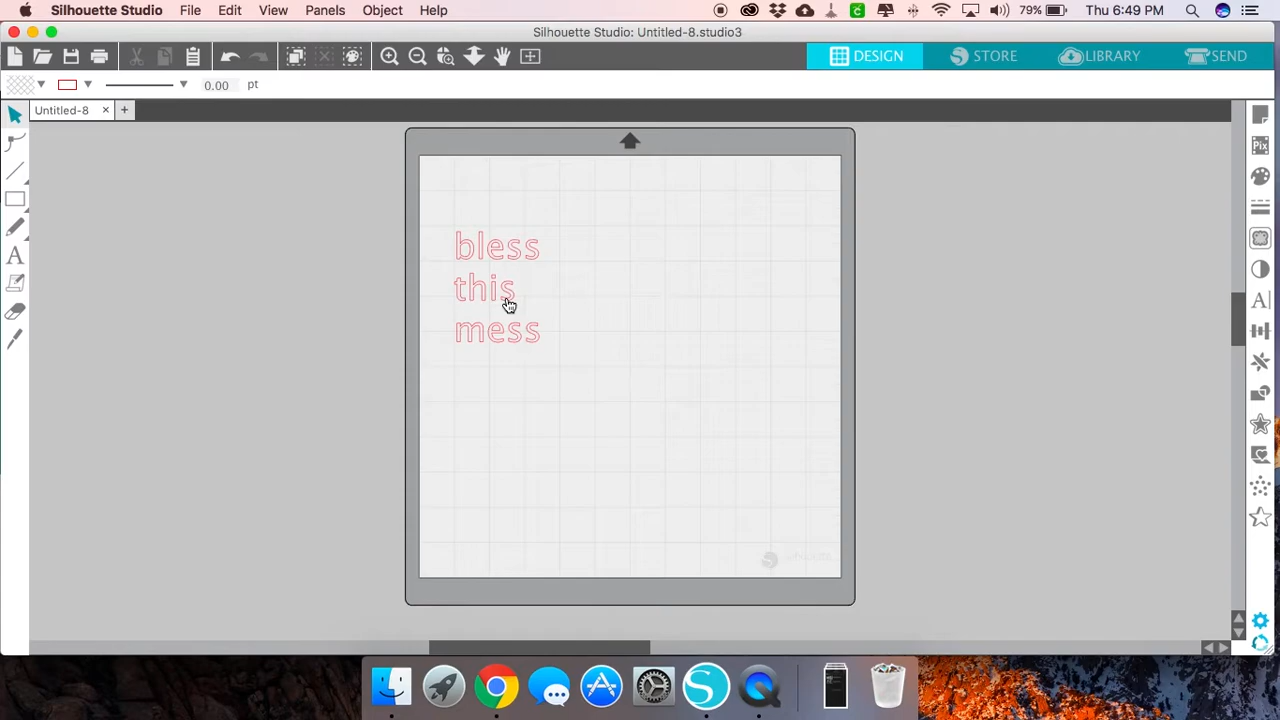 Silhouette Studio File Edit View Panels Object Help 79% Thu 6:49 PM
Silhouette Studio: Untitled-8.studio3
DESIGN STORE LIBRARY SEND
0.00 pt
Untitled-8 × +
Pix
bless
this
mess